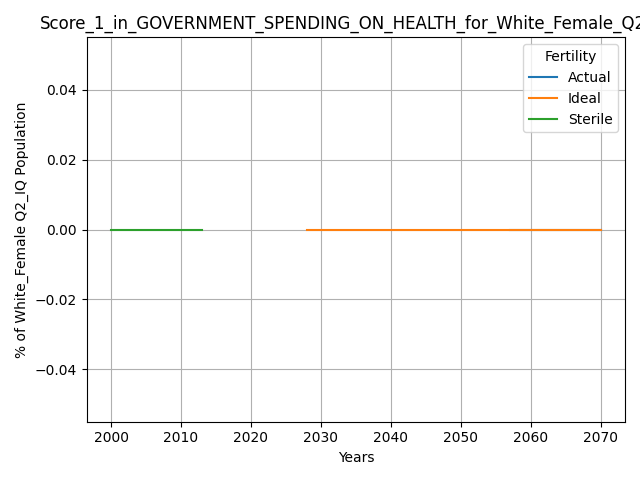 Score_1_in_GOVERNMENT_SPENDING_ON_HEALTH_for_White_Female_Q2
Fertility
Actual
Ideal
Sterile
% of White_Female Q2_IQ Population
0.04
0.02
0.00
−0.02
−0.04
2000 2010 2020 2030 2040 2050 2060 2070
Years